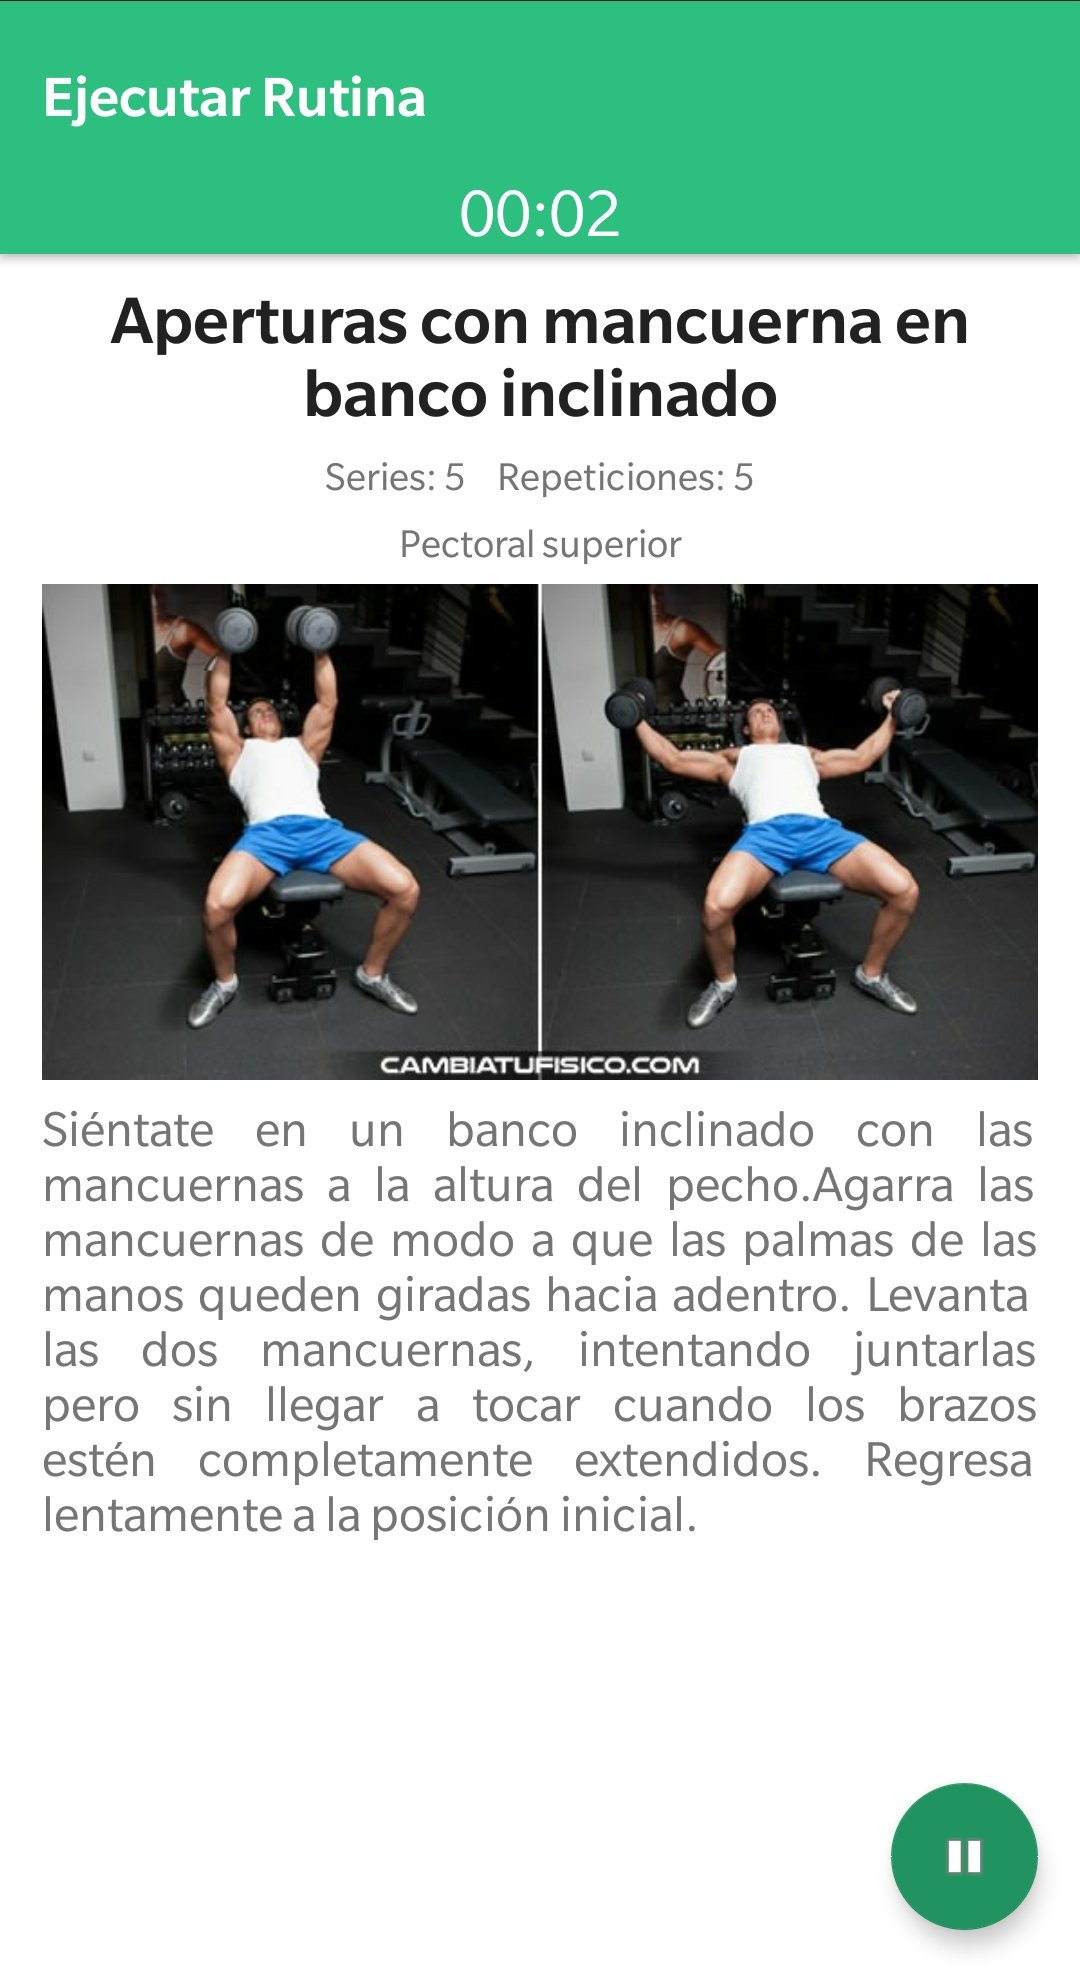 Ejecutar Rutina
00:02
Aperturas con mancuerna en
banco inclinado
Series: 5 Repeticiones: 5
Pectoral superior
CAMBIATUFISICO.COM
Siéntate en un banco inclinado con las
mancuernas a la altura del pecho.Agarra las
mancuernas de modo a que las palmas de las
manos queden giradas hacia adentro. Levanta
las dos mancuernas, intentando juntarlas
pero sin llegar a tocar cuando los brazos
estén completamente extendidos. Regresa
lentamente a la posición inicial.